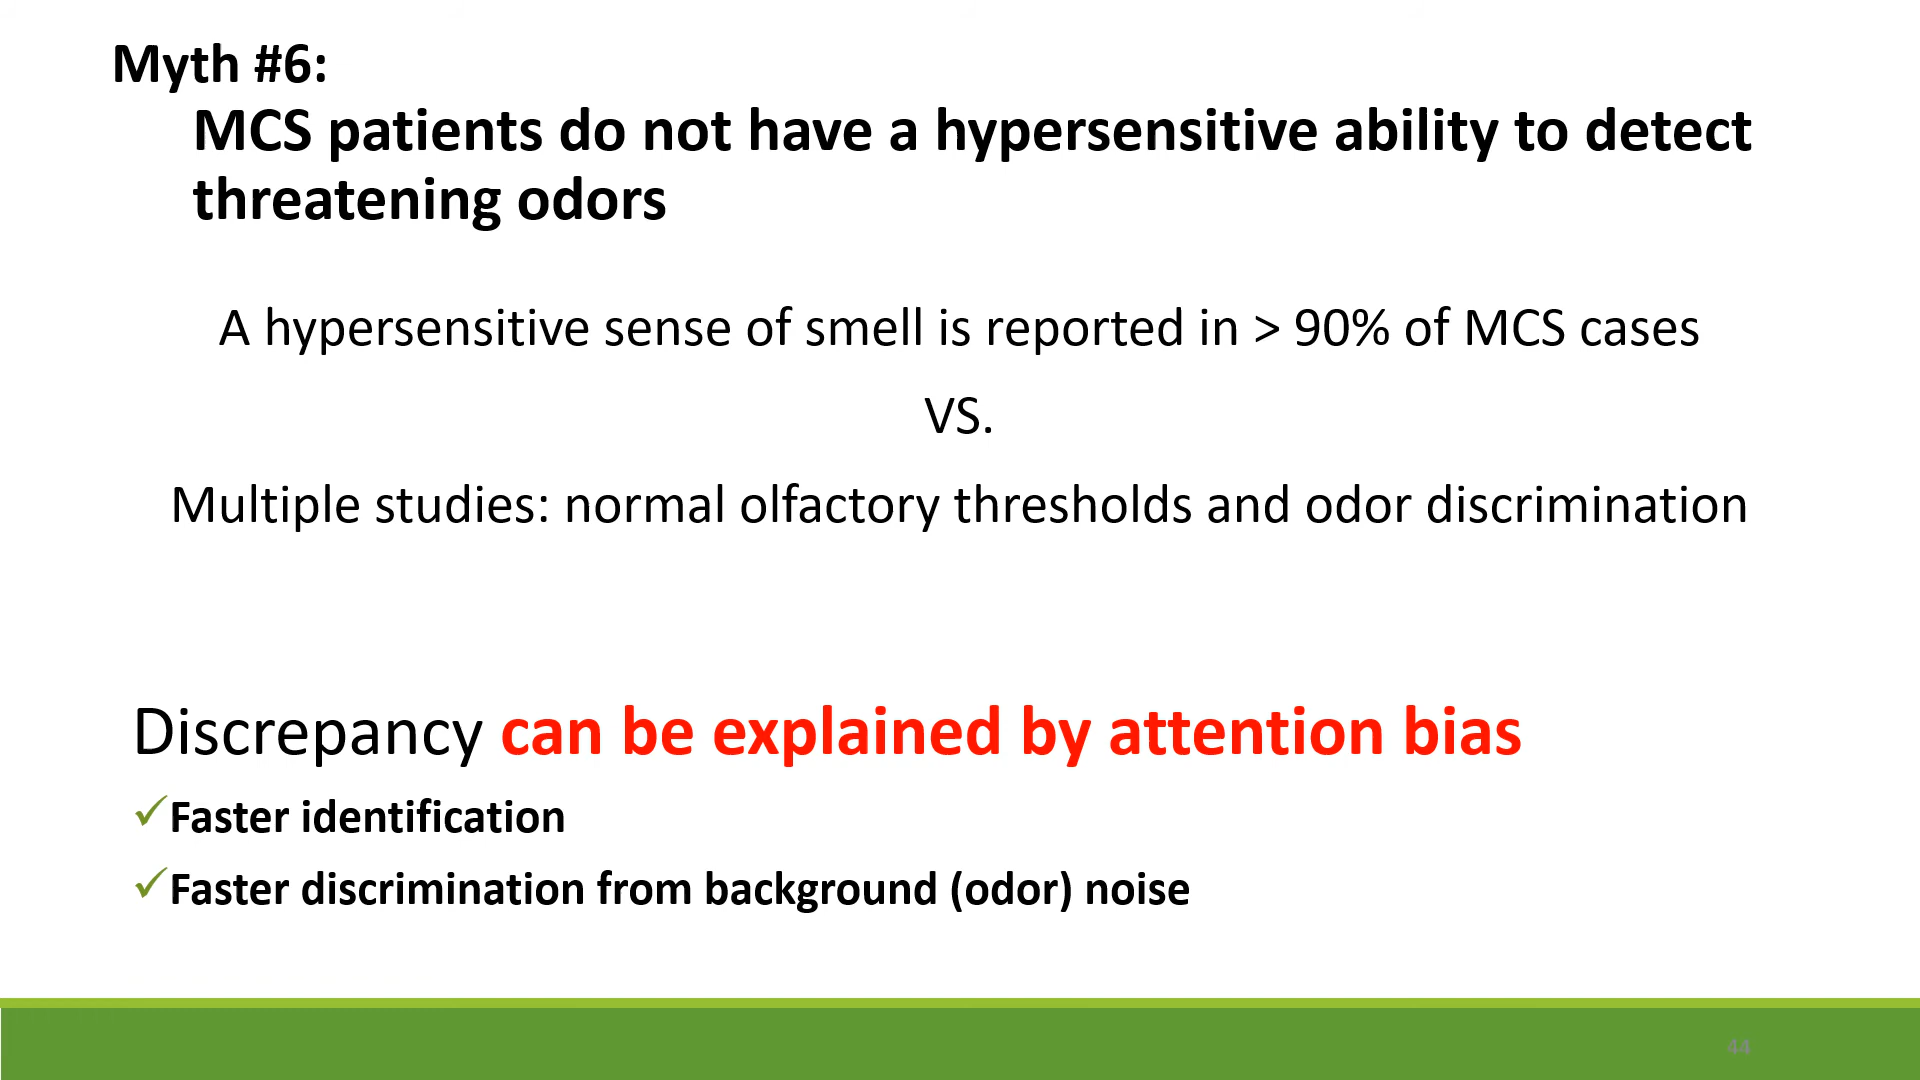 Myth #6:
MCS patients do not have a hypersensitive ability to detect
threatening odors
A hypersensitive sense of smell is reported in > 90% of MCS cases
VS.
Multiple studies: normal olfactory thresholds and odor discrimination
Discrepancy can be explained by attention bias
✓Faster identification
✓Faster discrimination from background (odor) noise
44